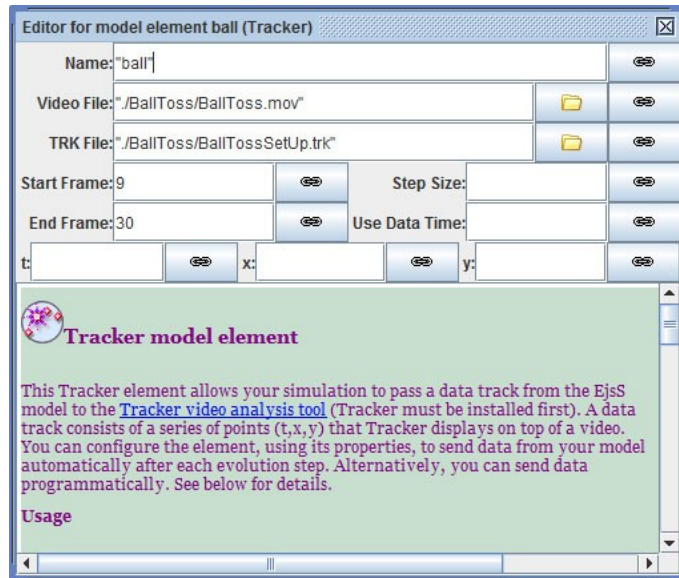 Editor for model element ball (Tracker)
Name: "ball"
Video File: "./BallToss/BallToss.mov"
TRK File: "./BallToss/BallTossSetUp.trk"
Start Frame: 9 Step Size:
End Frame: 30 Use Data Time:
t: x: y:
Tracker model element
This Tracker element allows your simulation to pass a data track from the EjsS
model to the Tracker video analysis tool (Tracker must be installed first). A data
track consists of a series of points (t,x,y) that Tracker displays on top of a video.
You can configure the element, using its properties, to send data from your model
automatically after each evolution step. Alternatively, you can send data
programmatically. See below for details.
Usage